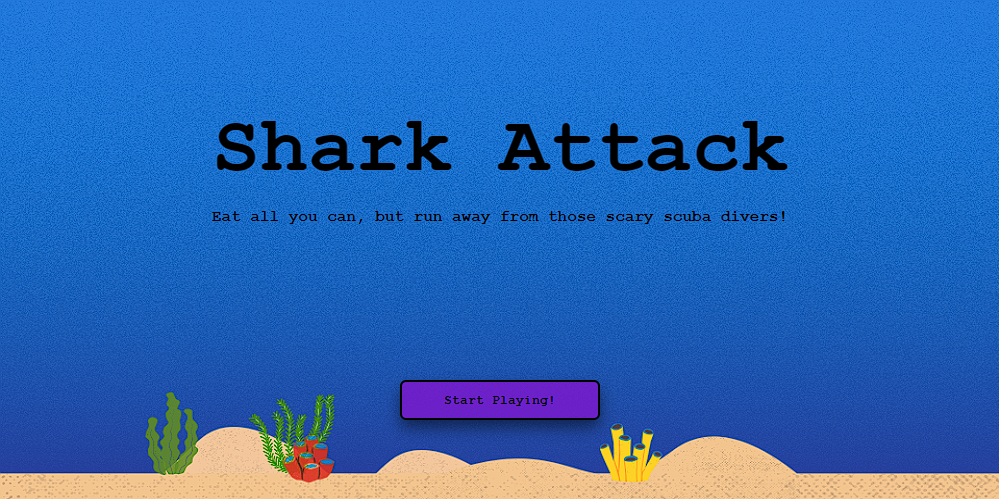 Shark Attack
Eat all you can, but run away from those scary scuba divers!
Start Playing!